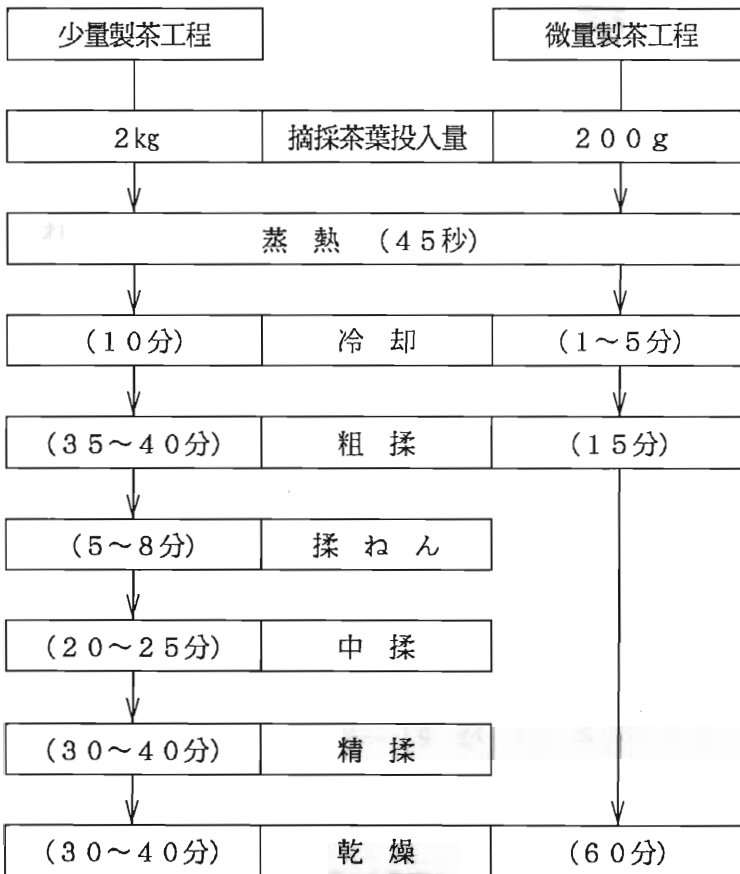 少量製茶工程 微量製茶工程
2㎏ 摘採茶葉投入量 200g
蒸熱 (45秒)
(10分) 冷却 (1～5分)
(35～40分) 粗揉 (15分)
(5～8分) 揉ねん
(20～25分) 中揉
(30～40分) 精揉
(30～40分) 乾燥 (60分)